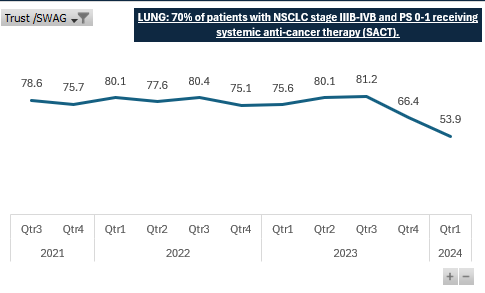 Trust /SWAG
LUNG: 70% of patients with NSCLC stage IIIB-IVB and PS 0-1 receiving
systemic anti-cancer therapy (SACT).
78.6 75.7 80.1 77.6 80.4 75.1 75.6 80.1 81.2 66.4 53.9
Qtr3 Qtr4 Qtr1 Qtr2 Qtr3 Qtr4 Qtr1 Qtr2 Qtr3 Qtr4 Qtr1
2021 2022 2023 2024
+ −